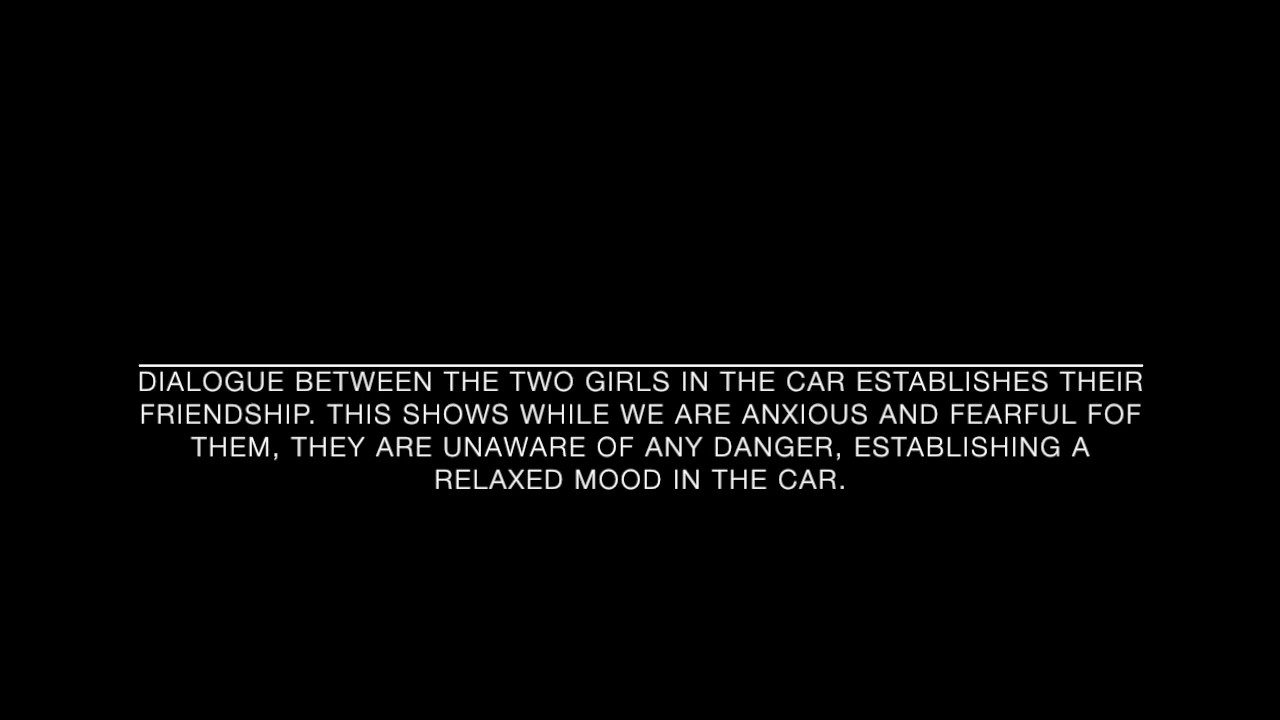 DIALOGUE BETWEEN THE TWO GIRLS IN THE CAR ESTABLISHES THEIR
FRIENDSHIP. THIS SHOWS WHILE WE ARE ANXIOUS AND FEARFUL FOF
THEM, THEY ARE UNAWARE OF ANY DANGER, ESTABLISHING A
RELAXED MOOD IN THE CAR.